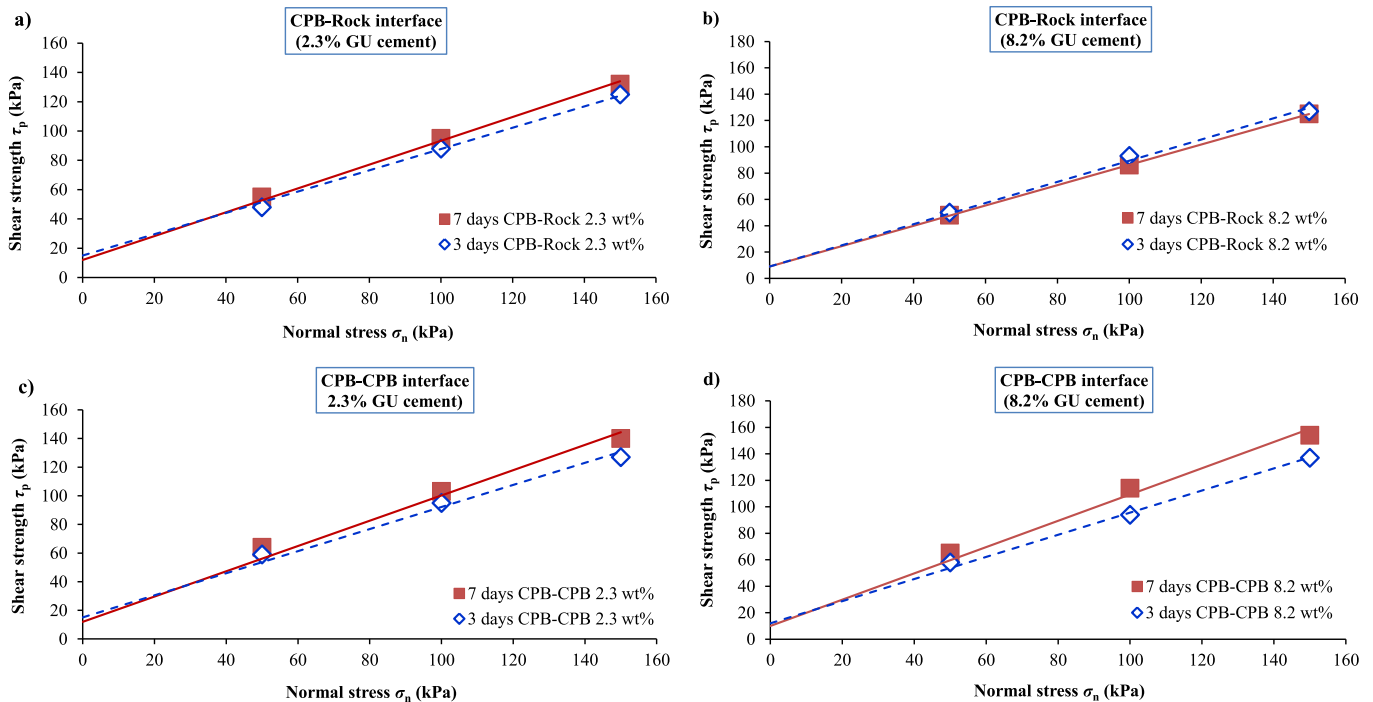 a)
CPB-Rock interface
(2.3% GU cement)
Shear strength τp (kPa)
160
140
120
100
80
60
40
20
0
7 days CPB-Rock 2.3 wt%
3 days CPB-Rock 2.3 wt%
0 20 40 60 80 100 120 140 160
Normal stress σn (kPa)
b)
CPB-Rock interface
(8.2% GU cement)
Shear strength τp (kPa)
180
160
140
120
100
80
60
40
20
0
7 days CPB-Rock 8.2 wt%
3 days CPB-Rock 8.2 wt%
0 20 40 60 80 100 120 140 160
Normal stress σn (kPa)
c)
CPB-CPB interface
2.3% GU cement)
Shear strength τp (kPa)
160
140
120
100
80
60
40
20
0
7 days CPB-CPB 2.3 wt%
3 days CPB-CPB 2.3 wt%
0 20 40 60 80 100 120 140 160
Normal stress σn (kPa)
d)
CPB-CPB interface
(8.2% GU cement)
Shear strength τp (kPa)
180
160
140
120
100
80
60
40
20
0
7 days CPB-CPB 8.2 wt%
3 days CPB-CPB 8.2 wt%
0 20 40 60 80 100 120 140 160
Normal stress σn (kPa)